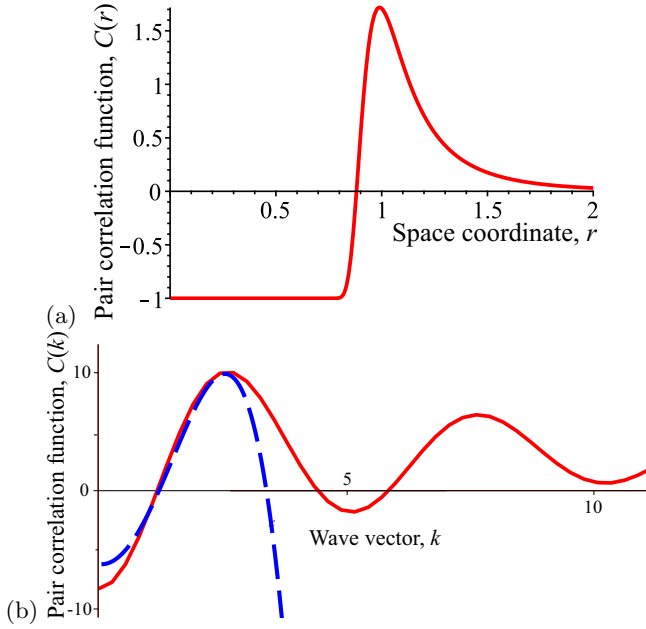 Pair correlation function, C(r)
1.5
1
0.5
0
−0.5
−1
0.5
1
1.5
2
Space coordinate, r
(a)
Pair correlation function, C(k)
10
0
-10
5
10
Wave vector, k
(b)